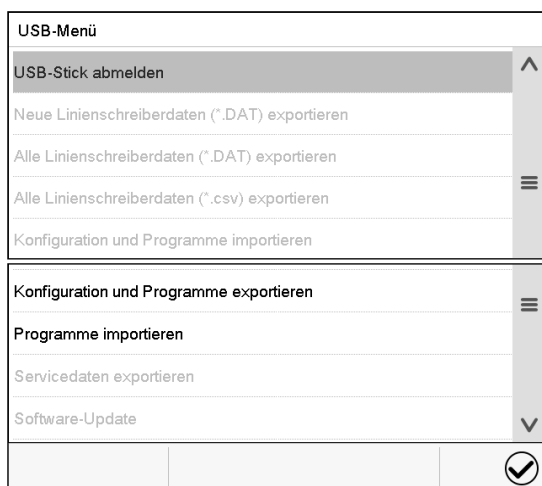 USB-Menü
USB-Stick abmelden
Neue Linienschreiberdaten (*.DAT) exportieren
Alle Linienschreiberdaten (*.DAT) exportieren
Alle Linienschreiberdaten (*.csv) exportieren
Konfiguration und Programme importieren
Konfiguration und Programme exportieren
Programme importieren
Servicedaten exportieren
Software-Update